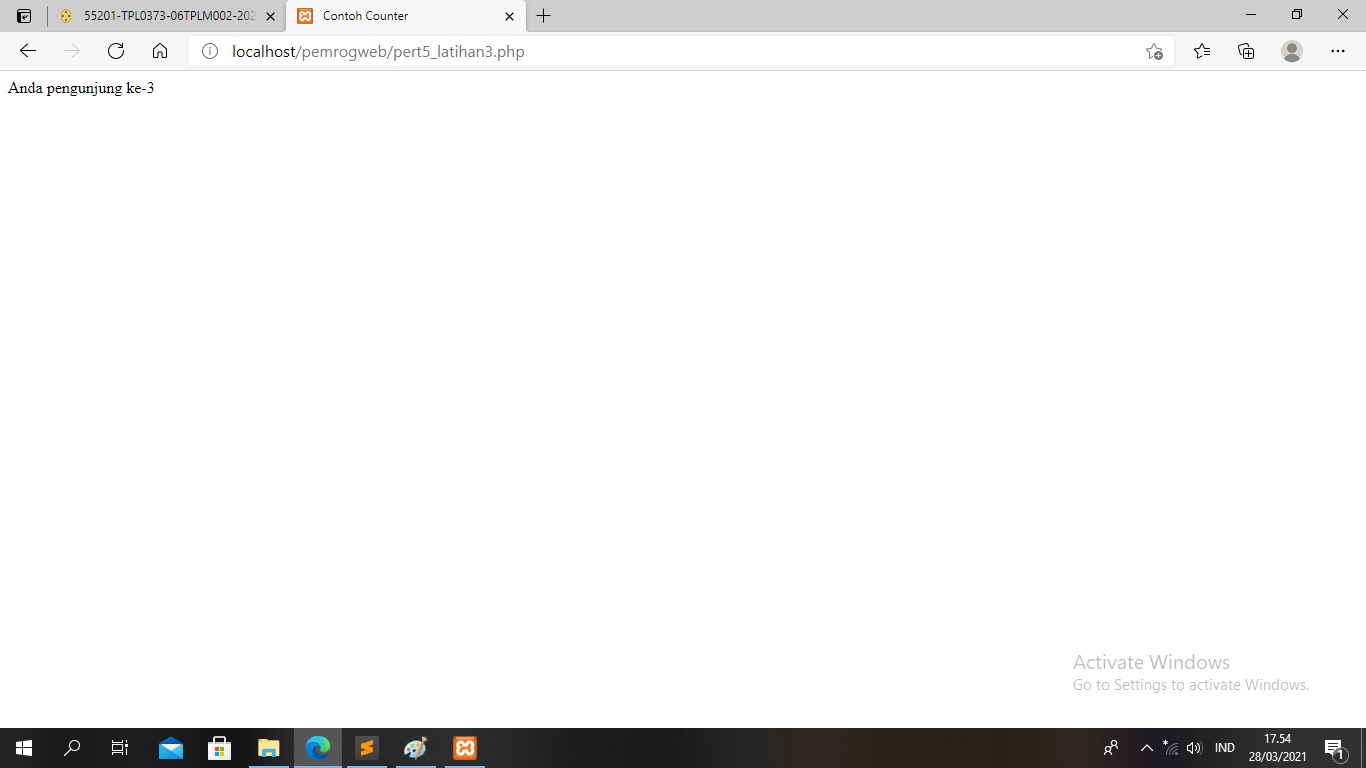 55201-TPL0373-06TPLM002-202
Contoh Counter
localhost/pemrogweb/pert5_latihan3.php
Anda pengunjung ke-3
Activate Windows
Go to Settings to activate Windows.
IND
17.54
28/03/2021
1